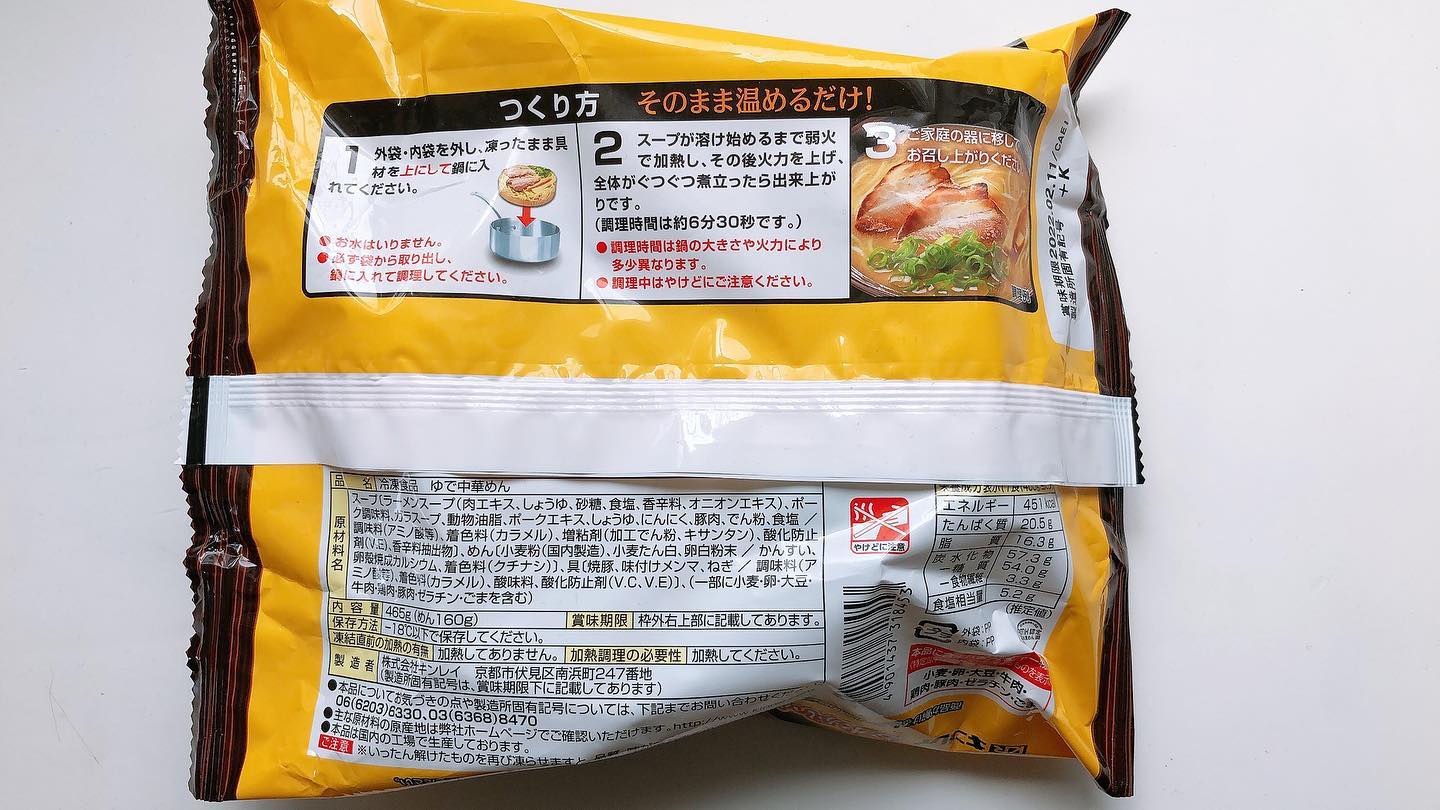 つくり方 そのまま温めるだけ!
1 外袋・内袋を外し、凍ったまま具
材を上にして鍋に入
れてください。
●お水はいりません。
●必ず袋から取り出し、
鍋に入れて調理してください。
2 スープが溶け始めるまで弱火
で加熱し、その後火力を上げ、
全体がぐつぐつ煮立ったら出来上が
りです。
(調理時間は約6分30秒です。)
●調理時間は鍋の大きさや火力により
多少異なります。
●調理中はやけどにご注意ください。
3 ご家庭の器に移して
お召し上がりください
調理例
賞味期限2022.02.17/CAE1
製造所固有記号 +K
品 名 冷凍食品 ゆで中華めん
原材料名
スープ(ラーメンスープ(肉エキス、しょうゆ、砂糖、食塩、香辛料、オニオンエキス)、ポー
ク調味料、ガラスープ、動物油脂、ポークエキス、しょうゆ、にんにく、豚肉、でん粉、食塩 /
調味料(アミノ酸等)、着色料(カラメル)、増粘剤(加工でん粉、キサンタン)、酸化防止
剤(V.E)、香辛料抽出物〕、めん〔小麦粉(国内製造)、小麦たん白、卵白粉末 / かんすい、
卵殻焼成カルシウム、着色料(クチナシ)〕、具〔焼豚、味付けメンマ、ねぎ / 調味料(ア
ミノ酸等)、着色料(カラメル)、酸味料、酸化防止剤(V.C、V.E)〕、(一部に小麦・卵・大豆・
牛肉・鶏肉・豚肉・ゼラチン・ごまを含む)
内容量 465g(めん160g) 賞味期限 枠外右上部に記載してあります。
保存方法 -18℃以下で保存してください。
凍結直前の加熱の有無 加熱してありません。 加熱調理の必要性 加熱してください。
製造者 株式会社キンレイ 京都市伏見区南浜町247番地
(製造所固有記号は、賞味期限下に記載してあります)
●本品についてお気づきの点や製造所固有記号については、下記までお問い合わせくだ
06(6203)6330、03(6368)8470
●主な原材料の原産地は弊社ホームページでご確認いただけます。http://www.
●本品は国内の工場で生産しております。
ご注意 ※いったん解けたものを再び凍らせますと
やけどに注意
エネルギー 451kcal
たんぱく質 20.5g
脂 質 16.3g
炭水化物 57.3g
ー糖質 54.0g
ー食物繊維 3.3g
食塩相当量 5.2g
(推定値)
外袋:PP
内袋:PP
4901437318453
小麦・卵・大豆・牛肉・
鶏肉・豚肉・ゼラチン・ごま